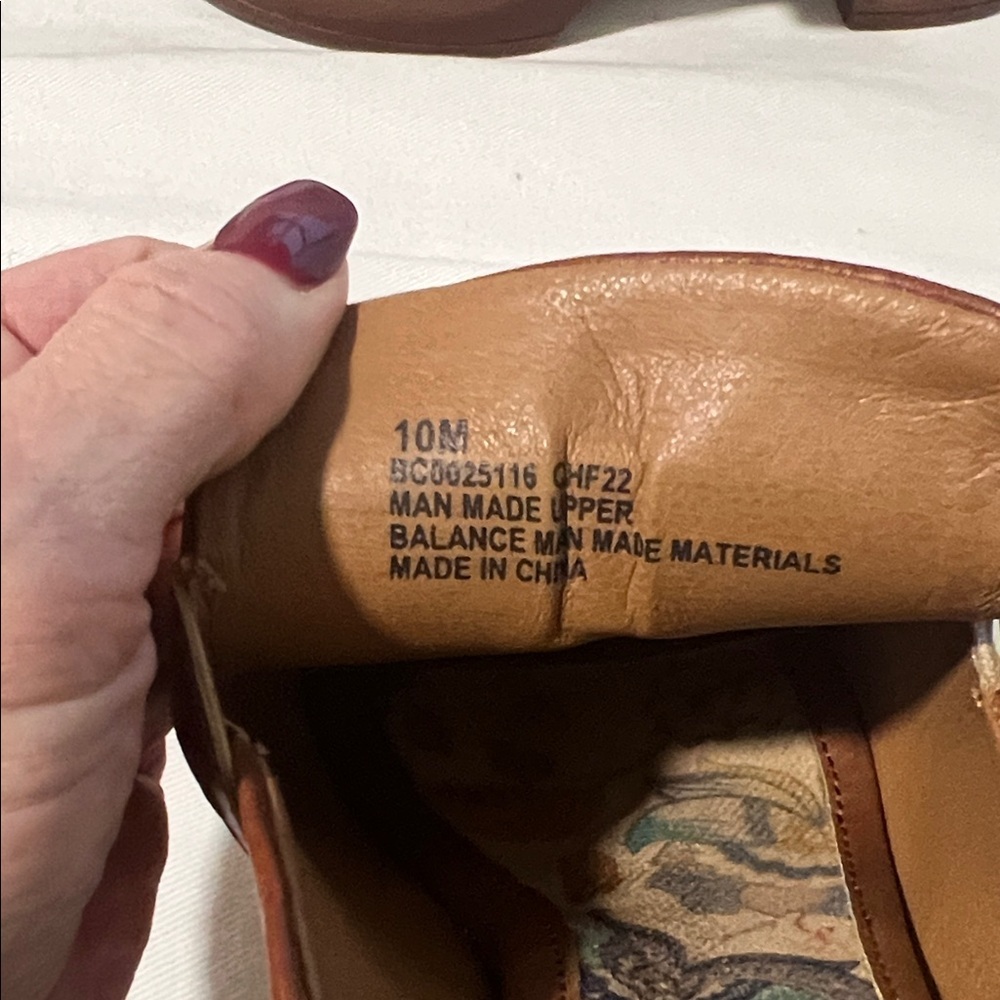 10M
BC0025116 CHF22
MAN MADE UPPER
BALANCE MAN MADE MATERIALS
MADE IN CHINA